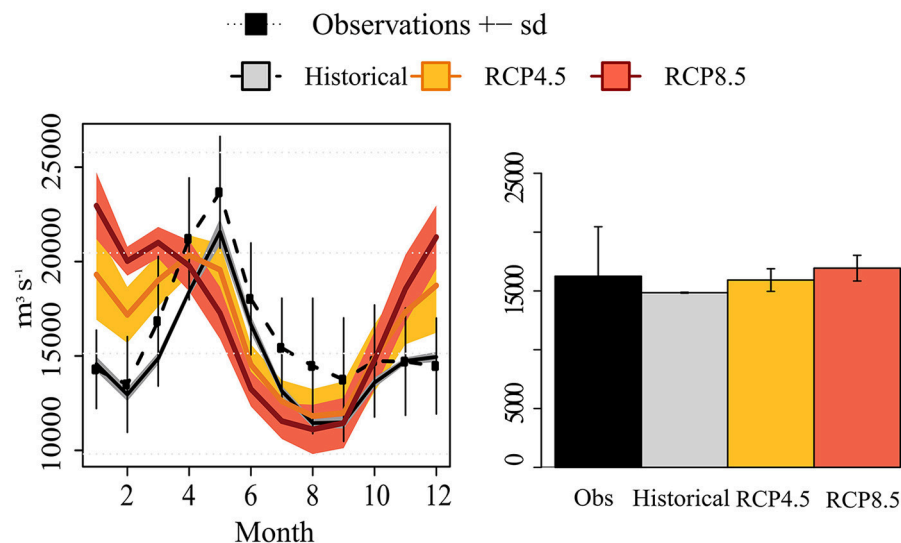 Observations +− sd
Historical RCP4.5 RCP8.5
m³ s⁻¹
10000 15000 20000 25000
2 4 6 8 10 12
Month
0 5000 15000 25000
Obs Historical RCP4.5 RCP8.5